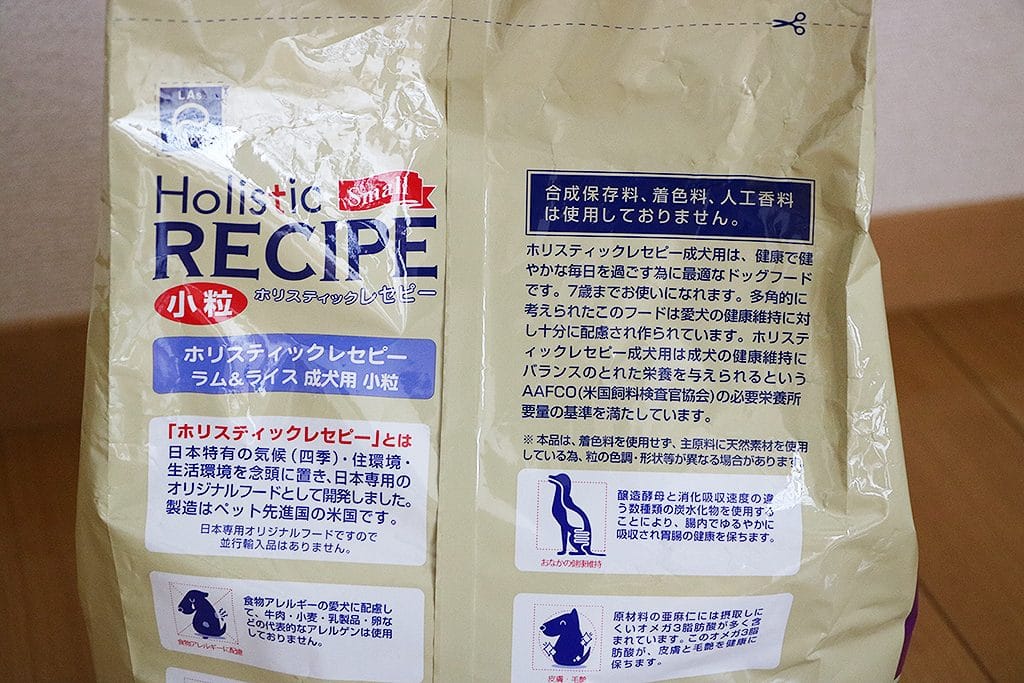 LAs
Holistic Small
RECIPE
小粒 ホリスティックレセピー
ホリスティックレセピー
ラム&ライス 成犬用 小粒
「ホリスティックレセピー」とは
日本特有の気候(四季)・住環境・
生活環境を念頭に置き、日本専用の
オリジナルフードとして開発しました。
製造はペット先進国の米国です。
日本専用オリジナルフードですので
並行輸入品はありません。
食物アレルギーの愛犬に配慮し
て、牛肉・小麦・乳製品・卵な
どの代表的なアレルゲンは使用
しておりません。
食物アレルギーに配慮
合成保存料、着色料、人工香料
は使用しておりません。
ホリスティックレセピー成犬用は、健康で健
やかな毎日を過ごす為に最適なドッグフード
です。7歳までお使いになれます。多角的に
考えられたこのフードは愛犬の健康維持に対
し十分に配慮され作られています。ホリステ
ィックレセピー成犬用は成犬の健康維持に
バランスのとれた栄養を与えられるという
AAFCO(米国飼料検査官協会)の必要栄養所
要量の基準を満たしています。
※ 本品は、着色料を使用せず、主原料に天然素材を使用
している為、粒の色調・形状等が異なる場合があります。
醸造酵母と消化吸収速度の違
う数種類の炭水化物を使用する
ことにより、腸内でゆるやかに
吸収され胃腸の健康を保ちます。
おなかの健康維持
原材料の亜麻仁には摂取しに
くいオメガ3脂肪酸が多く含
まれています。このオメガ3脂
肪酸が、皮膚と毛艶を健康に
保ちます。
皮膚・毛艶